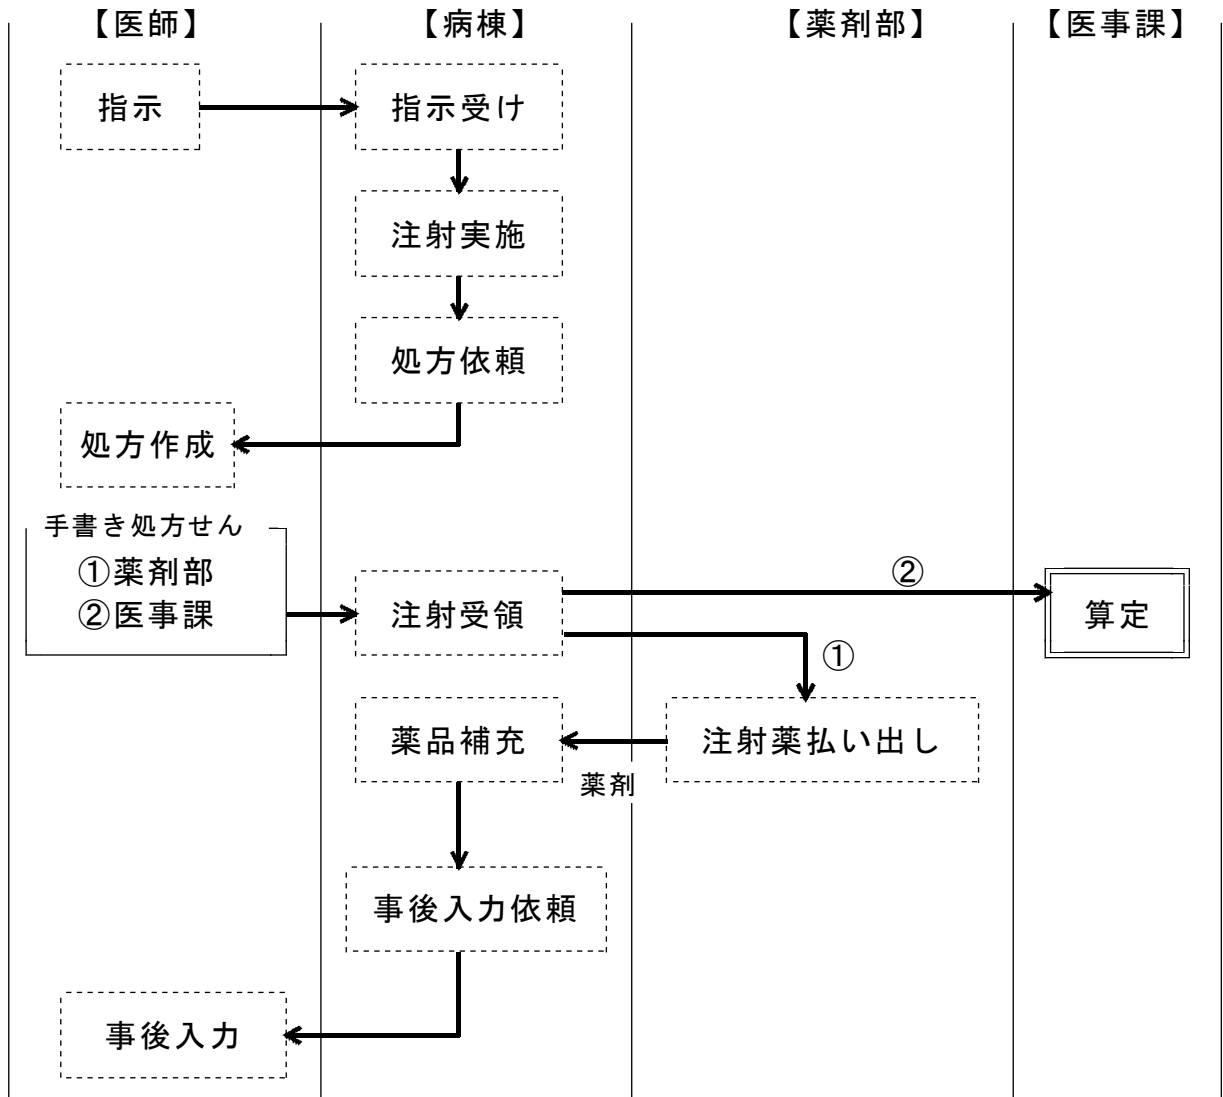 【医師】
【病棟】
【薬剤部】
【医事課】
指示
指示受け
注射実施
処方依頼
処方作成
手書き処方せん
①薬剤部
②医事課
注射受領
②
算定
①
薬品補充
注射薬払い出し
薬剤
事後入力依頼
事後入力